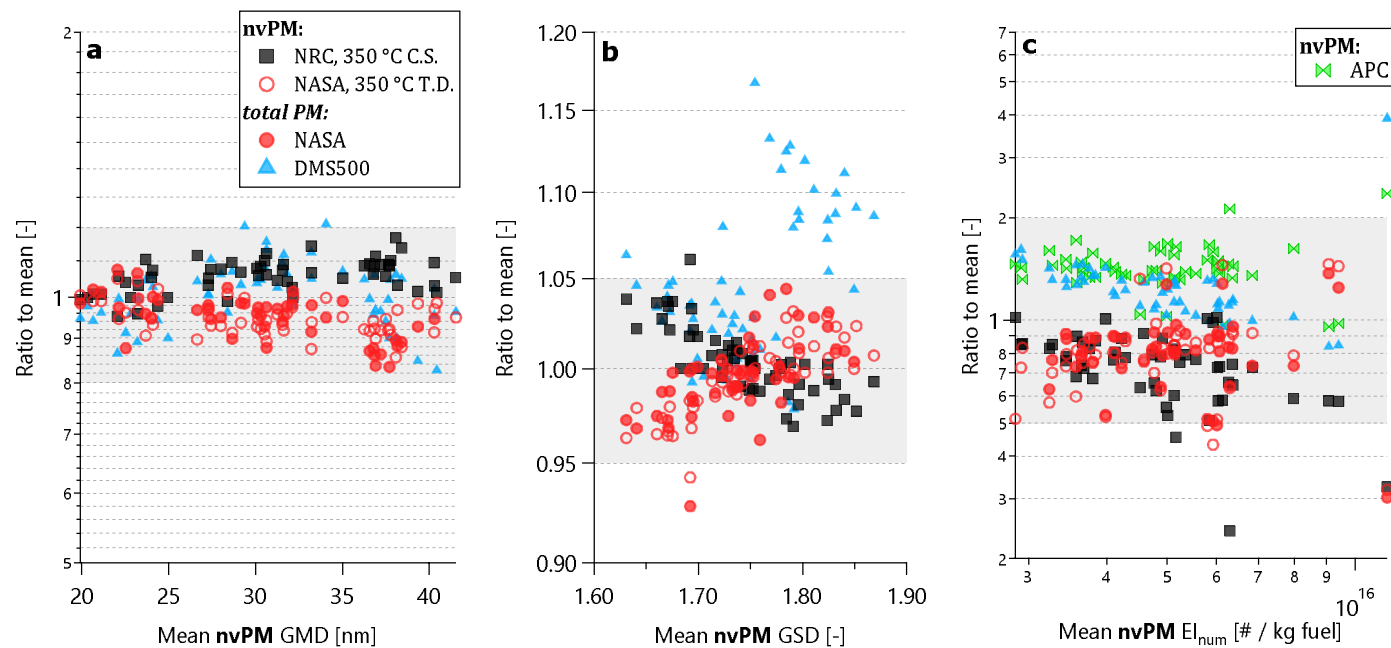 a
nvPM:
NRC, 350 °C C.S.
NASA, 350 °C T.D.
total PM:
NASA
DMS500
2
1
9
8
7
6
5
20
25
30
35
40
Ratio to mean [-]
Mean nvPM GMD [nm]
b
1.20
1.15
1.10
1.05
1.00
0.95
0.90
1.60
1.70
1.80
1.90
Ratio to mean [-]
Mean nvPM GSD [-]
c
nvPM:
APC
7
6
5
4
3
2
1
9
8
7
6
5
4
3
2
3
4
5
6
7
8
9
10^16
Ratio to mean [-]
Mean nvPM EI_num [# / kg fuel]